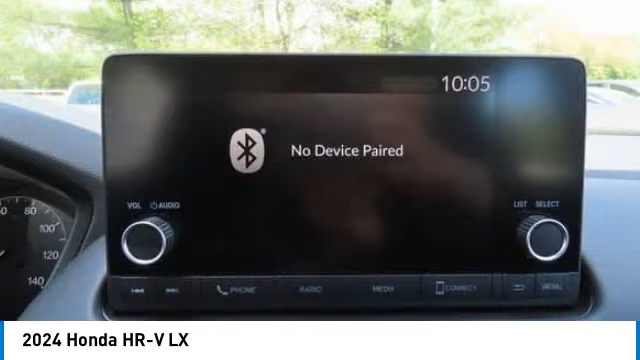 10:05
No Device Paired
VOL AUDIO
LIST SELECT
60 80
100
120
140
PHONE RADIO MEDIA CONNECT MENU
2024 Honda HR-V LX